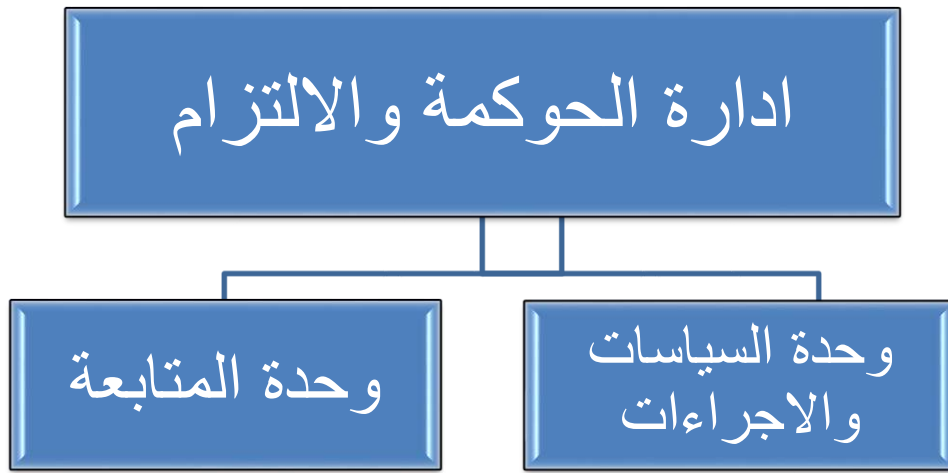 ادارة الحوكمة والالتزام
وحدة السياسات
والاجراءات
وحدة المتابعة